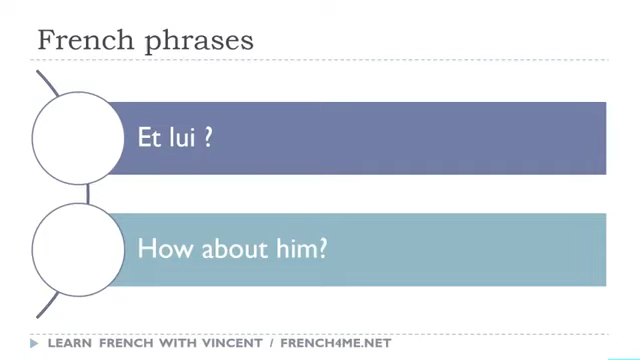 French phrases
Et lui ?
How about him?
LEARN FRENCH WITH VINCENT / FRENCH4ME.NET